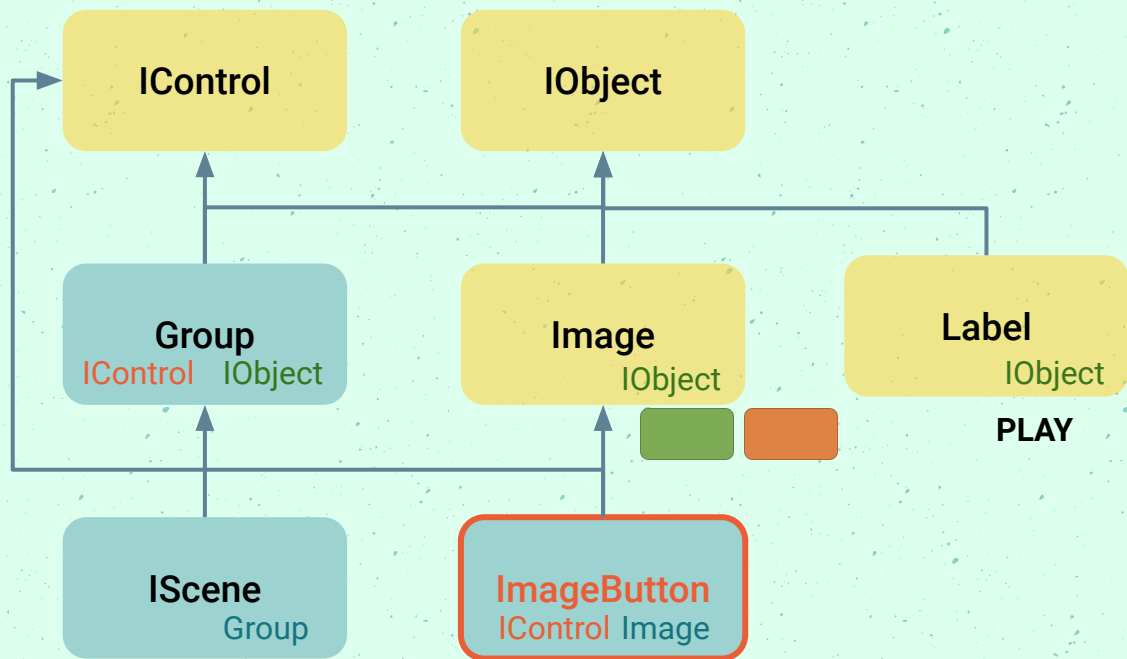 IControl
IObject
Group
IControl IObject
Image
IObject
Label
IObject
PLAY
IScene
Group
ImageButton
IControl Image